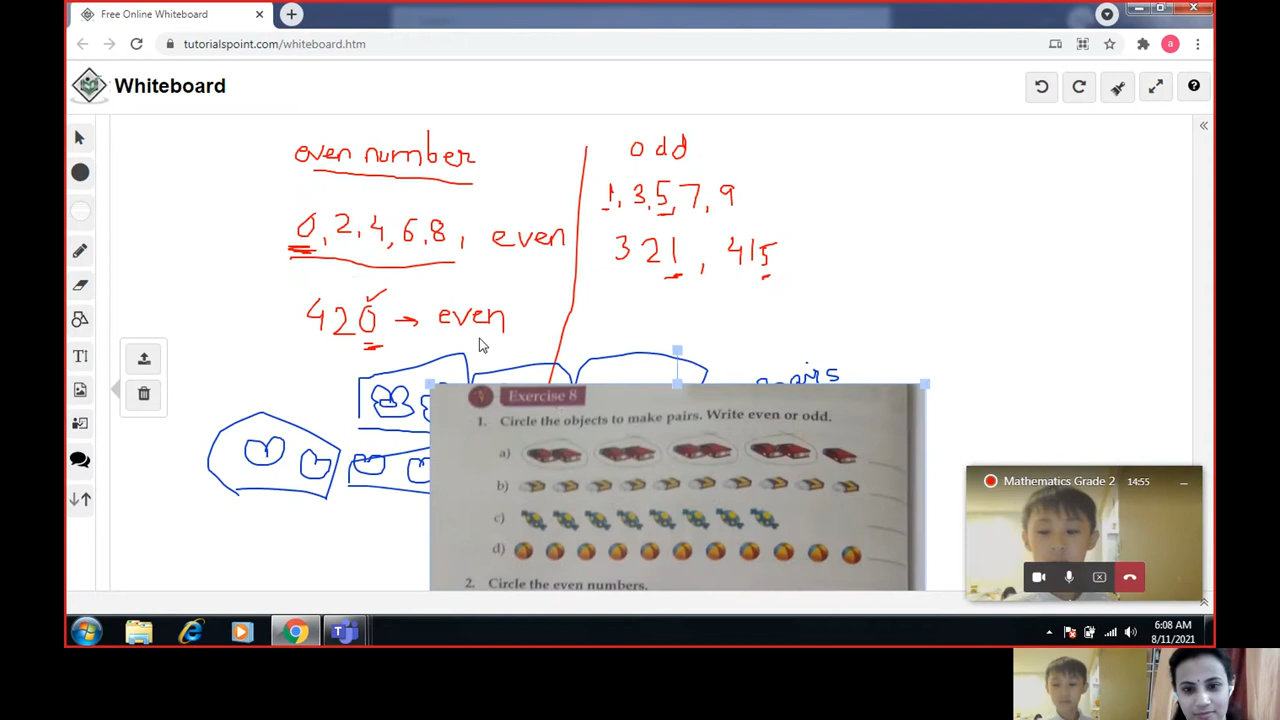 Free Online Whiteboard
tutorialspoint.com/whiteboard.htm
a
Whiteboard
even number
0, 2, 4, 6, 8, even
420 → even
odd
1, 3, 5, 7, 9
321, 415
Exercise 8
1. Circle the objects to make pairs. Write even or odd.
a)
b)
c)
d)
2. Circle the even numbers.
Mathematics Grade 2 14:55
6:08 AM
8/11/2021